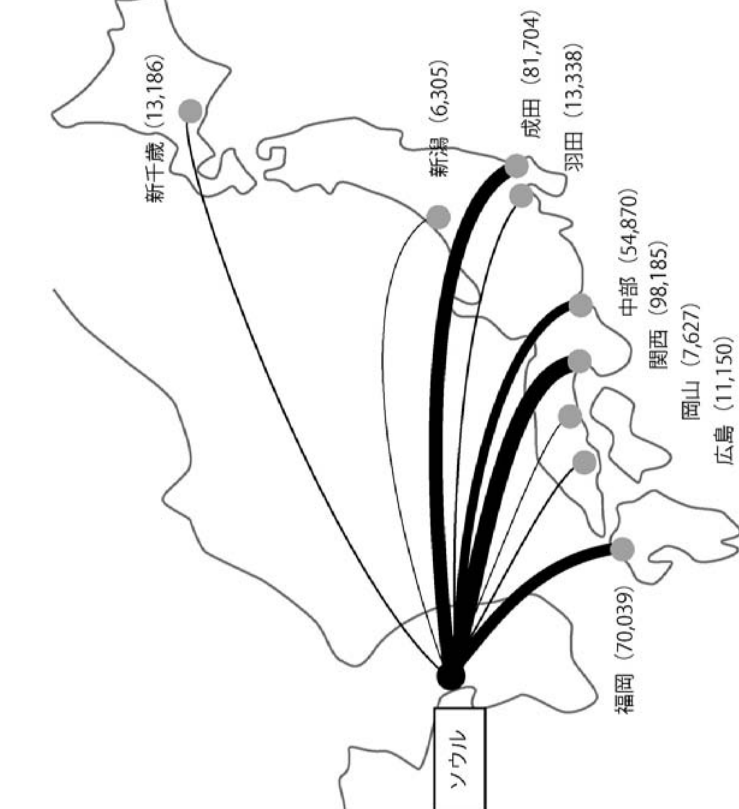 新千歳（13,186）
新潟（6,305）
成田（81,704）
羽田（13,338）
中部（54,870）
関西（98,185）
岡山（7,627）
広島（11,150）
福岡（70,039）
ソウル